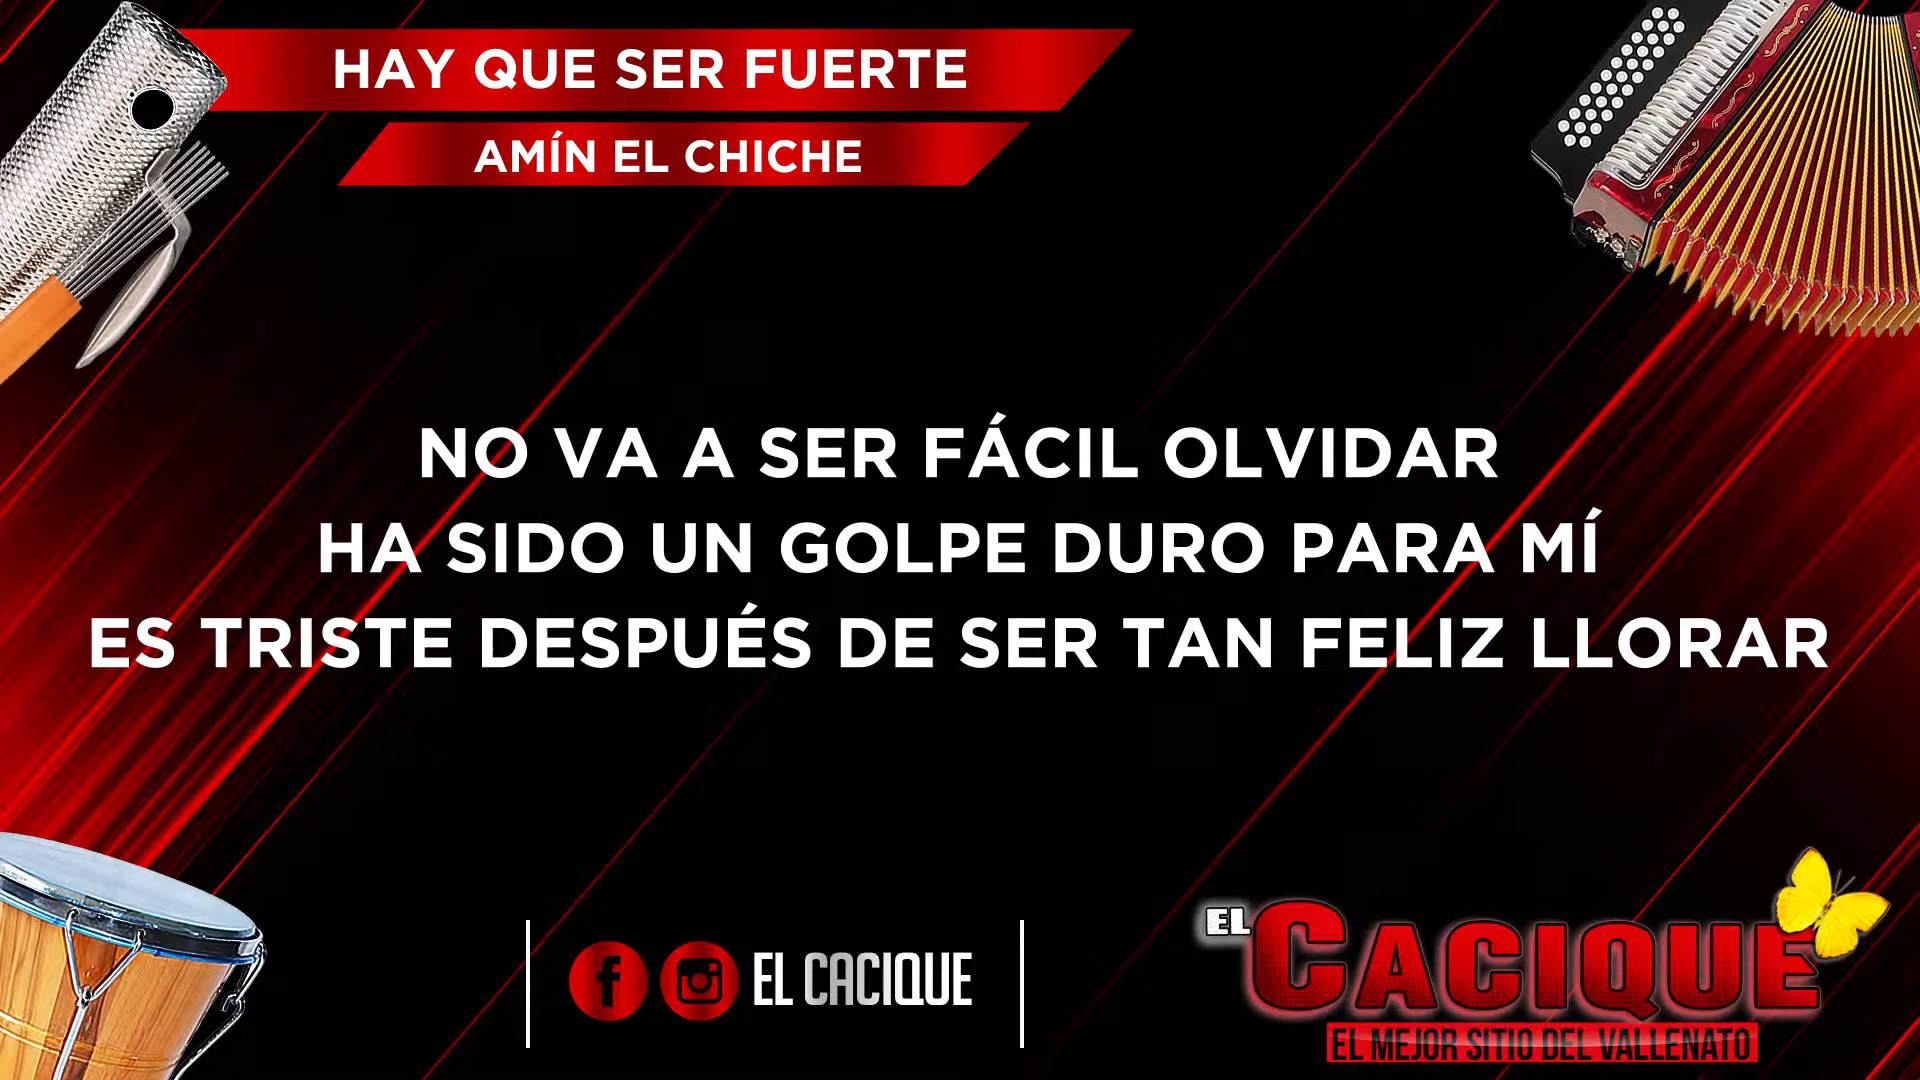 HAY QUE SER FUERTE
AMÍN EL CHICHE
NO VA A SER FÁCIL OLVIDAR
HA SIDO UN GOLPE DURO PARA MÍ
ES TRISTE DESPUÉS DE SER TAN FELIZ LLORAR
EL CACIQUE
EL CACIQUE
EL MEJOR SITIO DEL VALLENATO